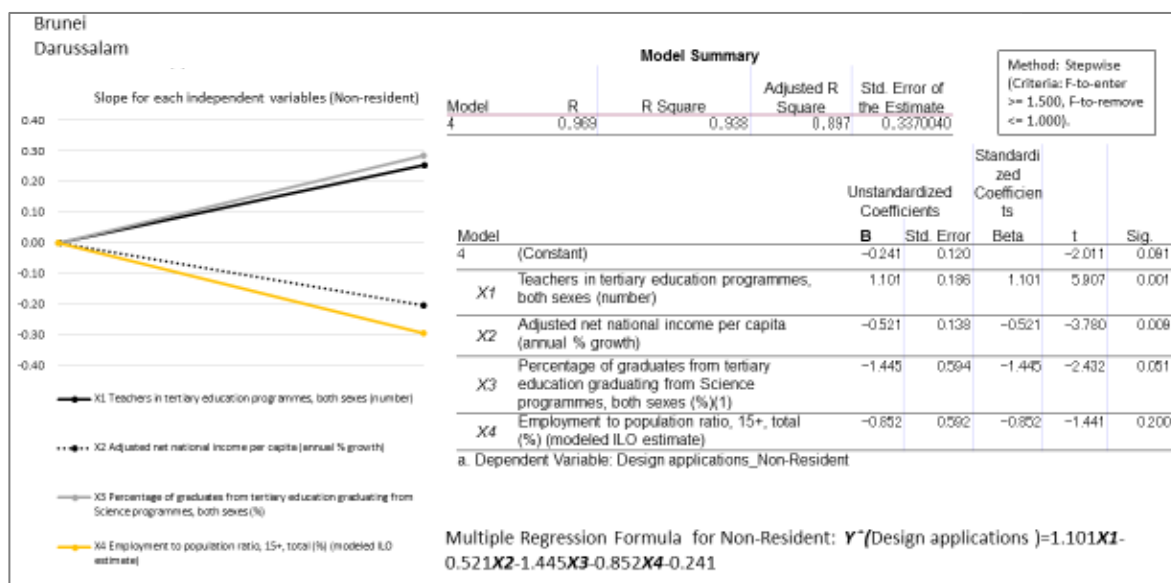 Brunei
Darussalam
Slope for each independent variables (Non-resident)
0.40
0.30
0.20
0.10
0.00
-0.10
-0.20
-0.30
-0.40
X1 Teachers in tertiary education programmes, both sexes (number)
X2 Adjusted net national income per capita (annual % growth)
X3 Percentage of graduates from tertiary education graduating from
Science programmes, both sexes (%)
X4 Employment to population ratio, 15+, total (%) (modeled ILO
estimate)
Model Summary
Model R R Square Adjusted R Square Std. Error of the Estimate
4 0.969 0.938 0.897 0.3370040
Method: Stepwise
(Criteria: F-to-enter
>= 1.500, F-to-remove
<= 1.000).
Unstandardized Coefficients Standardized Coefficients
Model B Std. Error Beta t Sig.
4 (Constant) -0.241 0.120 -2.011 0.091
X1 Teachers in tertiary education programmes, both sexes (number) 1.101 0.186 1.101 5.907 0.001
X2 Adjusted net national income per capita (annual % growth) -0.521 0.138 -0.521 -3.780 0.009
X3 Percentage of graduates from tertiary education graduating from Science programmes, both sexes (%)(1) -1.445 0.594 -1.445 -2.432 0.051
X4 Employment to population ratio, 15+, total (%) (modeled ILO estimate) -0.852 0.592 -0.852 -1.441 0.200
a. Dependent Variable: Design applications_Non-Resident
Multiple Regression Formula for Non-Resident: Y^(Design applications )=1.101X1-
0.521X2-1.445X3-0.852X4-0.241